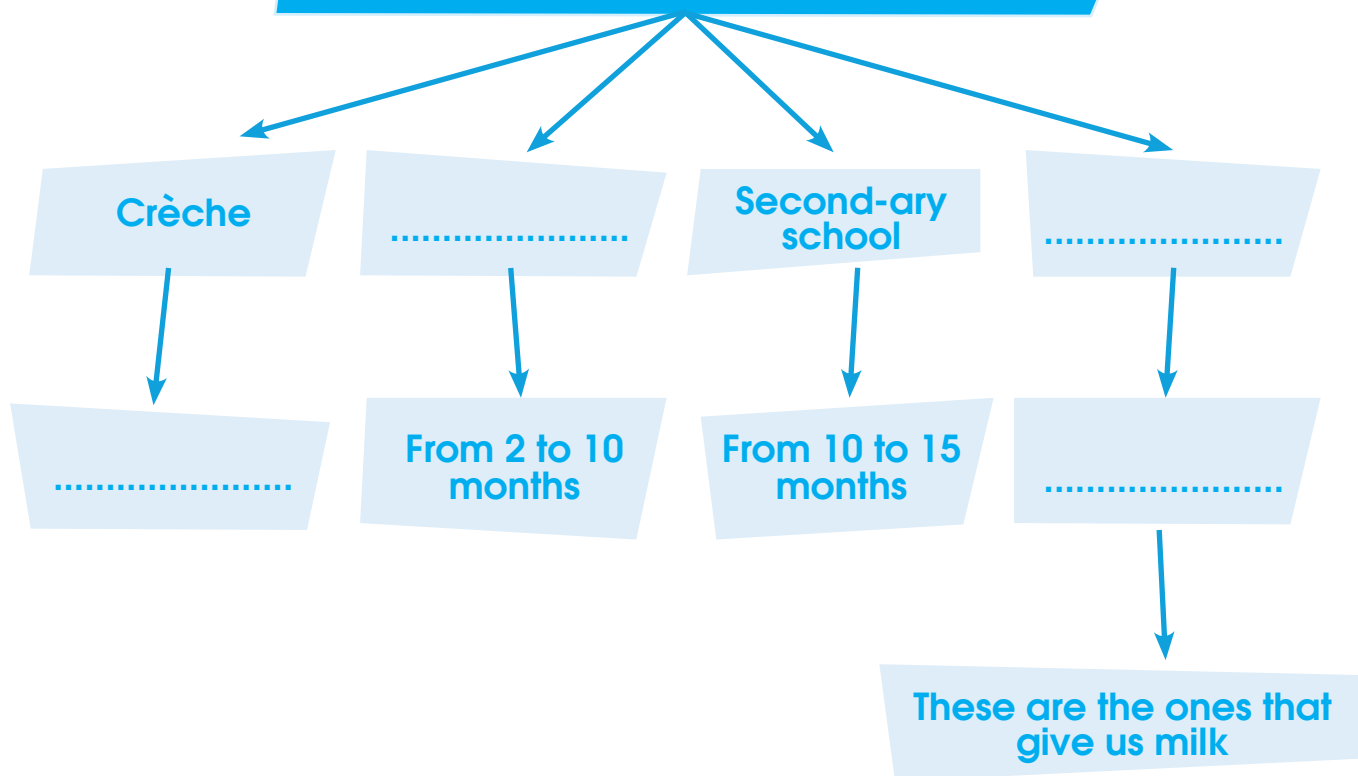 Crèche
.......................
Second-ary
school
.......................
.......................
From 2 to 10
months
From 10 to 15
months
.......................
These are the ones that
give us milk